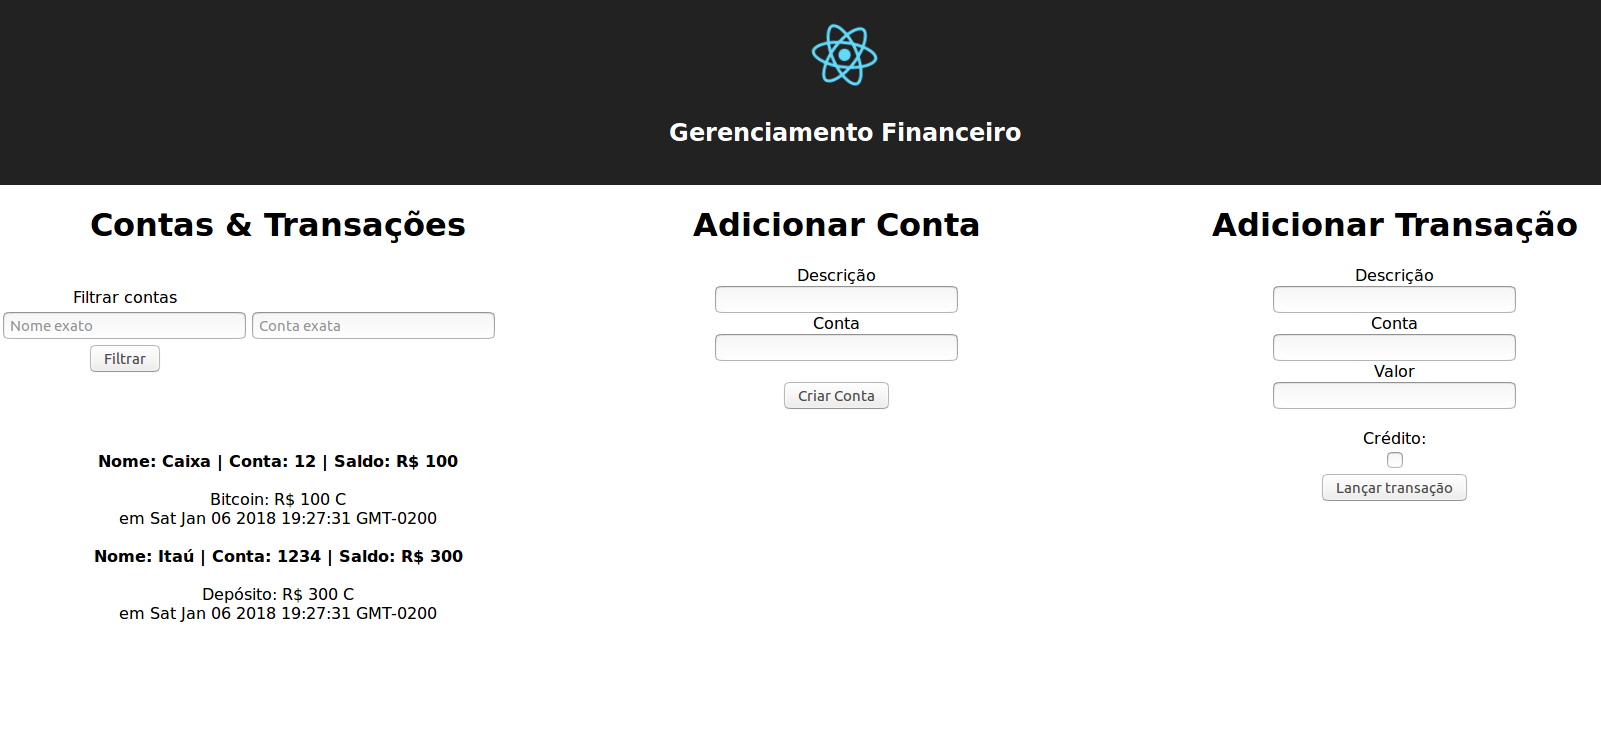 Gerenciamento Financeiro
Contas & Transações
Filtrar contas
Nome exato
Conta exata
Filtrar
Nome: Caixa | Conta: 12 | Saldo: R$ 100
Bitcoin: R$ 100 C
em Sat Jan 06 2018 19:27:31 GMT-0200
Nome: Itaú | Conta: 1234 | Saldo: R$ 300
Depósito: R$ 300 C
em Sat Jan 06 2018 19:27:31 GMT-0200
Adicionar Conta
Descrição
Conta
Criar Conta
Adicionar Transação
Descrição
Conta
Valor
Crédito:
Lançar transação